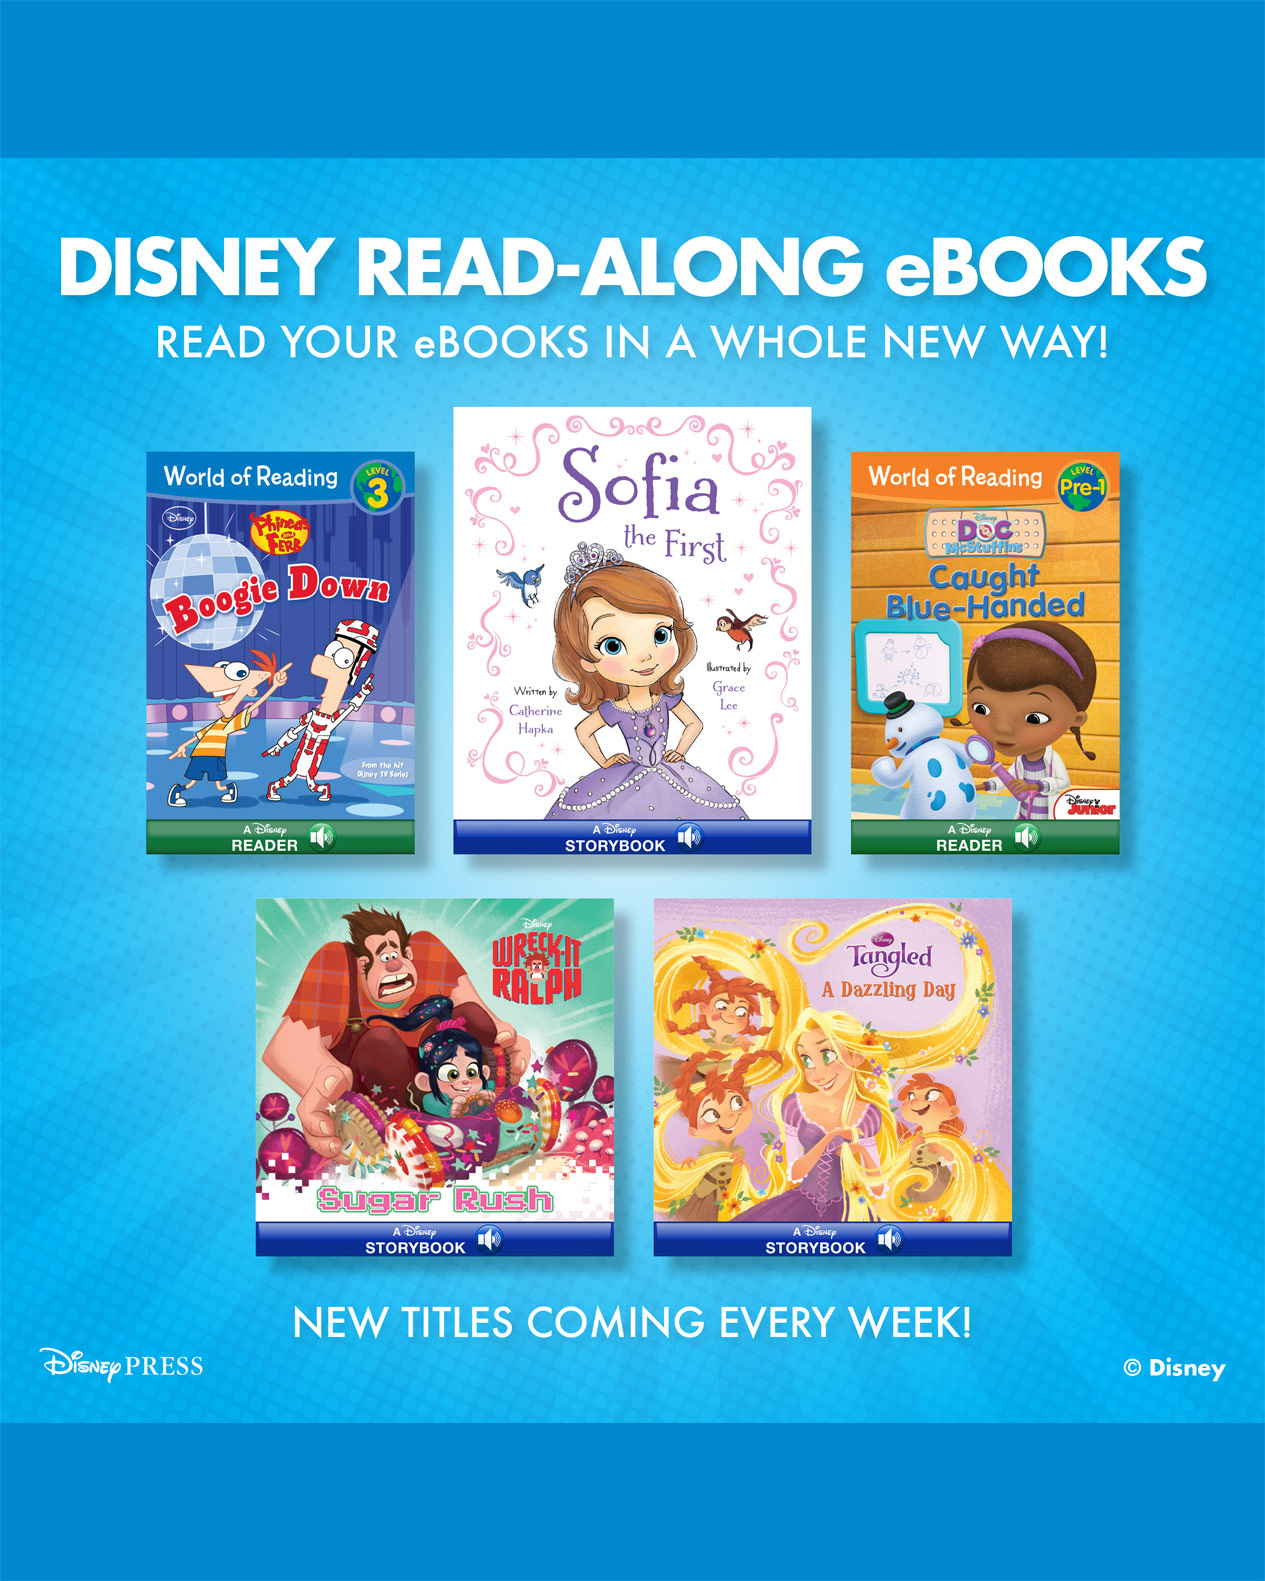 DISNEY READ-ALONG eBOOKS
READ YOUR eBOOKS IN A WHOLE NEW WAY!
World of Reading
LEVEL
3
Disney
Phineas
and
FERB
Boogie Down
From the hit
Disney TV Series
A Disney
READER
Sofia
the First
Written by
Catherine
Hapka
Illustrated by
Grace
Lee
A Disney
STORYBOOK
World of Reading
LEVEL
Pre-1
Disney
DOC
McStuffins
Caught
Blue-Handed
Disney
Junior
A Disney
READER
Disney
WRECK-IT
RALPH
Sugar Rush
A Disney
STORYBOOK
Disney
Tangled
A Dazzling Day
A Disney
STORYBOOK
NEW TITLES COMING EVERY WEEK!
Disney PRESS
© Disney